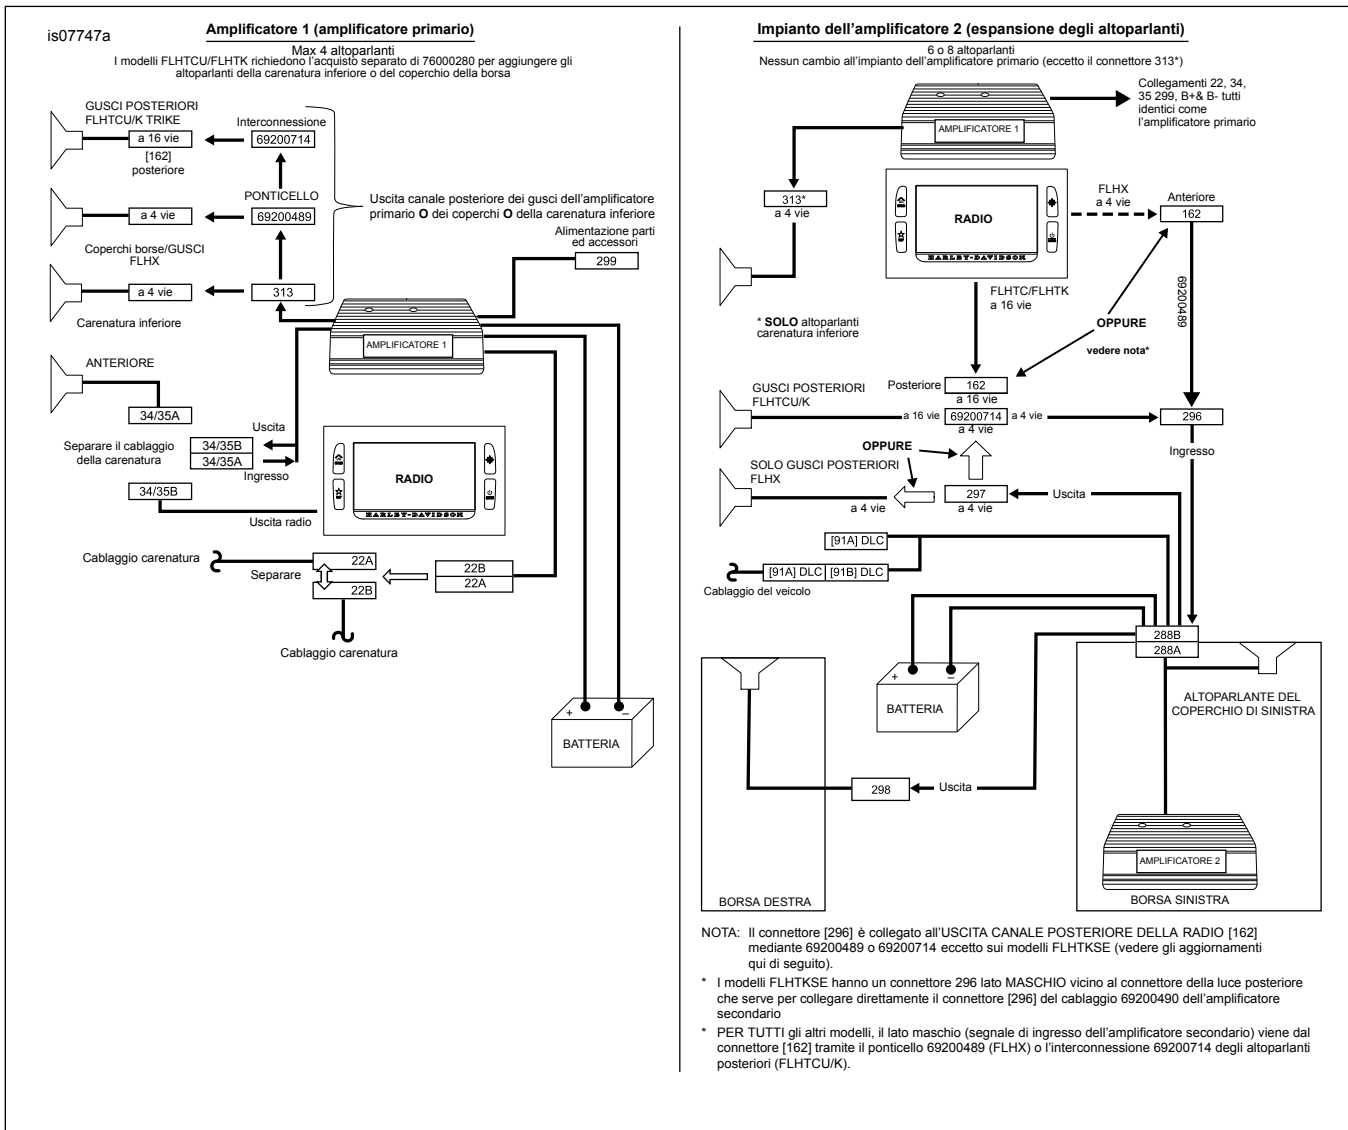 is07747a
Amplificatore 1 (amplificatore primario)
Max 4 altoparlanti
I modelli FLHTCU/FLHTK richiedono l'acquisto separato di 76000280 per aggiungere gli
altoparlanti della carenatura inferiore o del coperchio della borsa
GUSCI POSTERIORI
FLHTCU/K TRIKE
a 16 vie
[162]
posteriore
Interconnessione
69200714
PONTICELLO
a 4 vie
69200489
Uscita canale posteriore dei gusci dell'amplificatore
primario O dei coperchi O della carenatura inferiore
Coperchi borse/GUSCI
FLHX
Alimentazione parti
ed accessori
299
a 4 vie
313
Carenatura inferiore
AMPLIFICATORE 1
ANTERIORE
34/35A
Uscita
Separare il cablaggio
della carenatura
34/35B
34/35A
Ingresso
34/35B
Uscita radio
RADIO
HARLEY-DAVIDSON
Cablaggio carenatura
22A
Separare
22B
22B
22A
Cablaggio carenatura
+
–
BATTERIA
Impianto dell'amplificatore 2 (espansione degli altoparlanti)
6 o 8 altoparlanti
Nessun cambio all'impianto dell'amplificatore primario (eccetto il connettore 313*)
Collegamenti 22, 34,
35 299, B+& B- tutti
identici come
l'amplificatore primario
AMPLIFICATORE 1
313*
a 4 vie
RADIO
HARLEY-DAVIDSON
FLHX
a 4 vie
Anteriore
162
69200489
FLHTC/FLHTK
a 16 vie
* SOLO altoparlanti
carenatura inferiore
OPPURE
vedere nota*
Posteriore
162
a 16 vie
GUSCI POSTERIORI
FLHTCU/K
a 16 vie
69200714
a 4 vie
a 4 vie
296
Ingresso
OPPURE
SOLO GUSCI POSTERIORI
FLHX
a 4 vie
297
a 4 vie
Uscita
[91A] DLC
[91A] DLC
[91B] DLC
Cablaggio del veicolo
288B
288A
+
–
BATTERIA
ALTOPARLANTE DEL
COPERCHIO DI SINISTRA
298
Uscita
AMPLIFICATORE 2
BORSA DESTRA
BORSA SINISTRA
NOTA: Il connettore [296] è collegato all'USCITA CANALE POSTERIORE DELLA RADIO [162]
mediante 69200489 o 69200714 eccetto sui modelli FLHTKSE (vedere gli aggiornamenti
qui di seguito).
* I modelli FLHTKSE hanno un connettore 296 lato MASCHIO vicino al connettore della luce posteriore
che serve per collegare direttamente il connettore [296] del cablaggio 69200490 dell'amplificatore
secondario
* PER TUTTI gli altri modelli, il lato maschio (segnale di ingresso dell'amplificatore secondario) viene dal
connettore [162] tramite il ponticello 69200489 (FLHX) o l'interconnessione 69200714 degli altoparlanti
posteriori (FLHTCU/K).